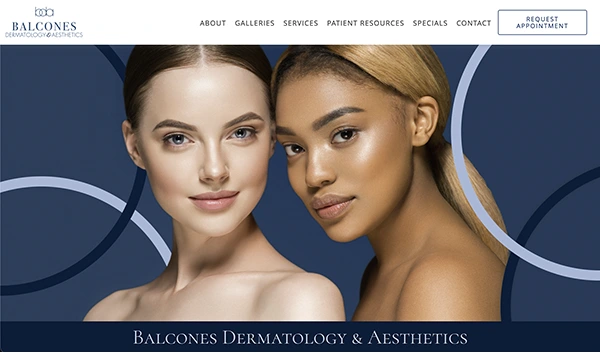 BALCONES
DERMATOLOGY & AESTHETICS
ABOUT GALLERIES SERVICES PATIENT RESOURCES SPECIALS CONTACT
REQUEST
APPOINTMENT
BALCONES DERMATOLOGY & AESTHETICS